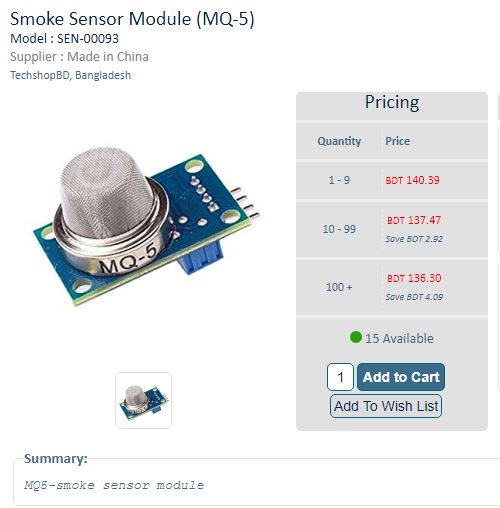 Smoke Sensor Module (MQ-5)
Model : SEN-00093
Supplier : Made in China
TechshopBD, Bangladesh
MQ-5
Pricing
Quantity Price
1 - 9 BDT 140.39
10 - 99 BDT 137.47
Save BDT 2.92
100 + BDT 136.30
Save BDT 4.09
15 Available
1 Add to Cart
Add To Wish List
Summary:
MQ5-smoke sensor module